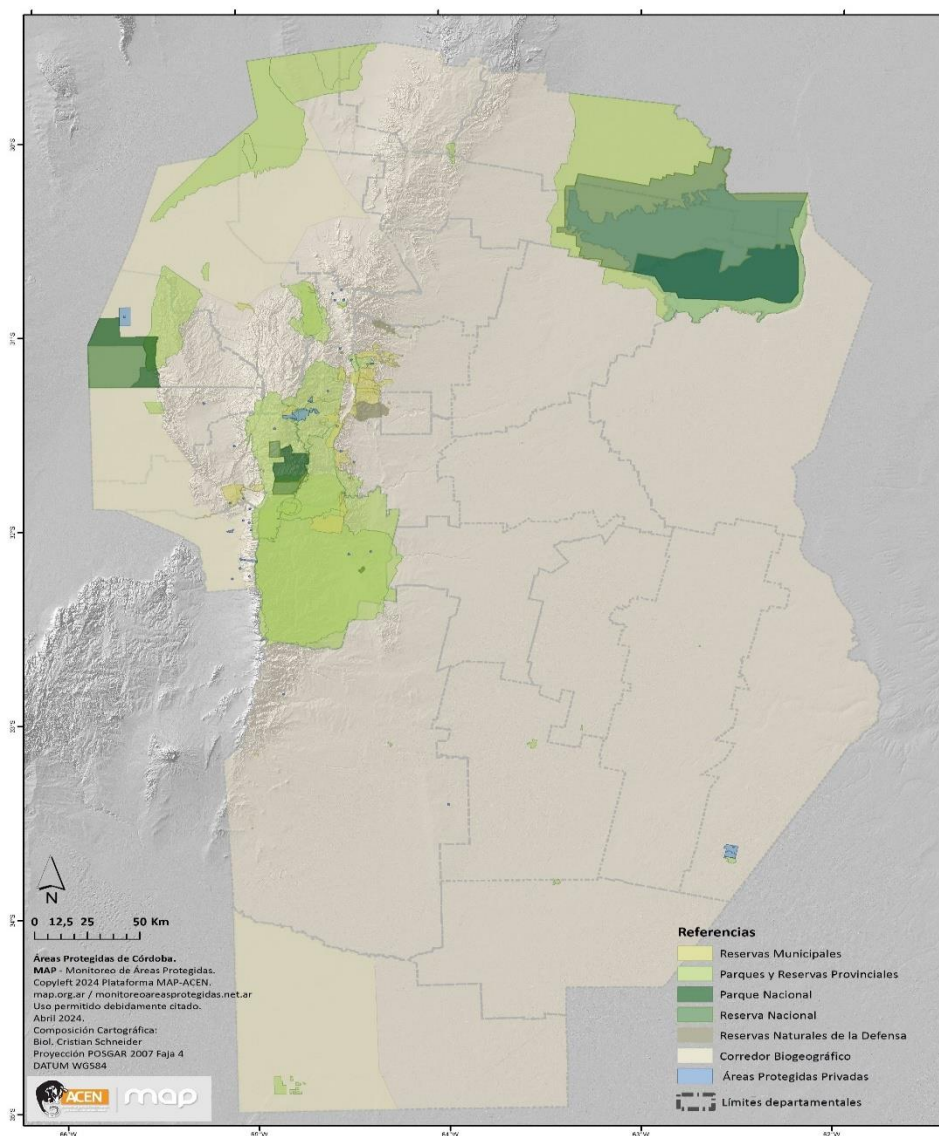 N
0 12,5 25 50 Km
Áreas Protegidas de Córdoba.
MAP - Monitoreo de Áreas Protegidas.
Copyleft 2024 Plataforma MAP-ACEN.
map.org.ar / monitoreoareasprotegidas.net.ar
Uso permitido debidamente citado.
Abril 2024.
Composición Cartográfica:
Biol. Cristian Schneider
Proyección POSGAR 2007 Faja 4
DATUM WGS84
ACEN
map
Referencias
Reservas Municipales
Parques y Reservas Provinciales
Parque Nacional
Reserva Nacional
Reservas Naturales de la Defensa
Corredor Biogeográfico
Áreas Protegidas Privadas
Límites departamentales
31°S
34°S